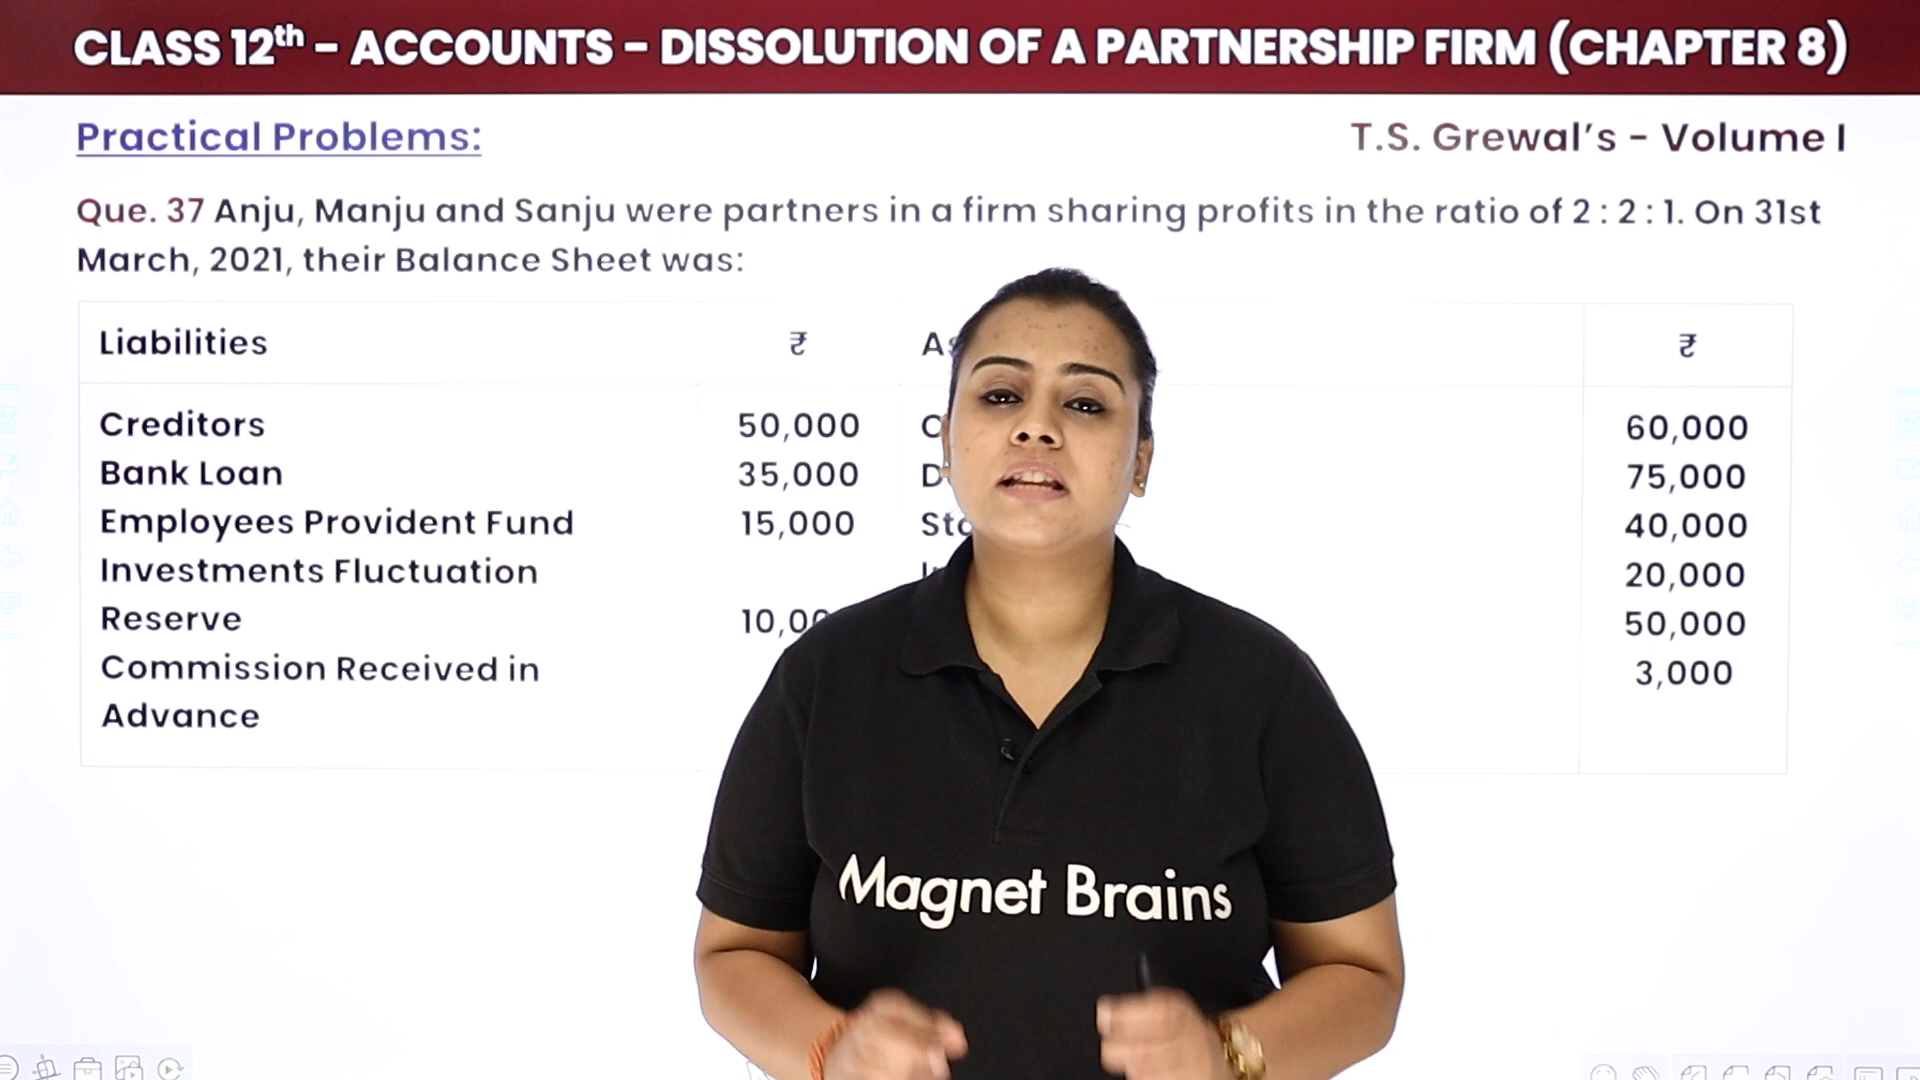 CLASS 12th – ACCOUNTS – DISSOLUTION OF A PARTNERSHIP FIRM (CHAPTER 8)
Practical Problems: T.S. Grewal's – Volume I
Que. 37 Anju, Manju and Sanju were partners in a firm sharing profits in the ratio of 2 : 2 : 1. On 31st
March, 2021, their Balance Sheet was:
Liabilities ₹ ₹
Creditors 50,000 60,000
Bank Loan 35,000 75,000
Employees Provident Fund 15,000 40,000
Investments Fluctuation 20,000
Reserve 50,000
Commission Received in 3,000
Advance
Magnet Brains